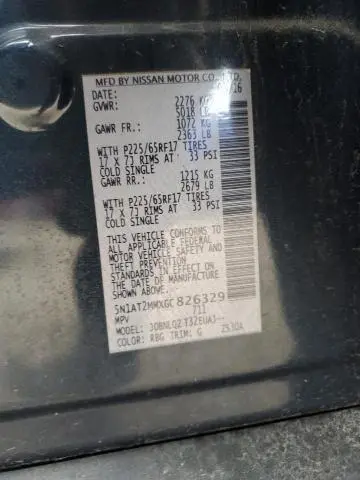 MFD BY NISSAN MOTOR CO., LTD.
DATE: /16
GVWR: 2276 KG
5018 LB
GAWR FR.: 1072 KG
2363 LB
WITH P225/65RF17 TIRES
17 X 7J RIMS AT 33 PSI
COLD SINGLE
GAWR RR.: 1215 KG
2679 LB
WITH P225/65RF17 TIRES
17 X 7J RIMS AT 33 PSI
COLD SINGLE
THIS VEHICLE CONFORMS TO
ALL APPLICABLE FEDERAL
MOTOR VEHICLE SAFETY AND
THEFT PREVENTION
STANDARDS IN EFFECT ON
THE DATE OF MANUFACTURE
SHOWN ABOVE.
5N1AT2MMXGC826329
MPV 711
MODEL:
COLOR: RBG TRIM: G